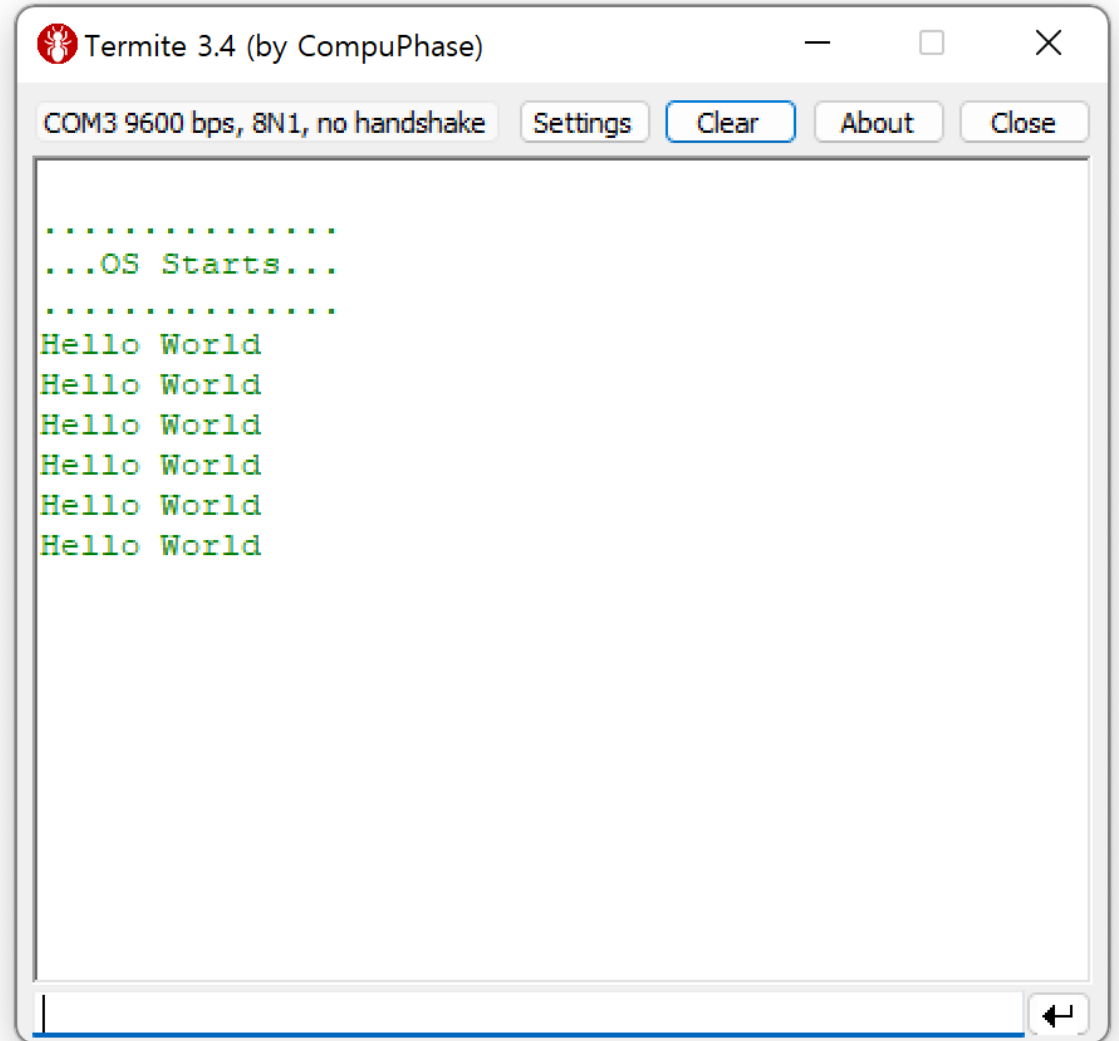 Termite 3.4 (by CompuPhase)
COM3 9600 bps, 8N1, no handshake Settings Clear About Close
...............
...OS Starts...
...............
Hello World
Hello World
Hello World
Hello World
Hello World
Hello World